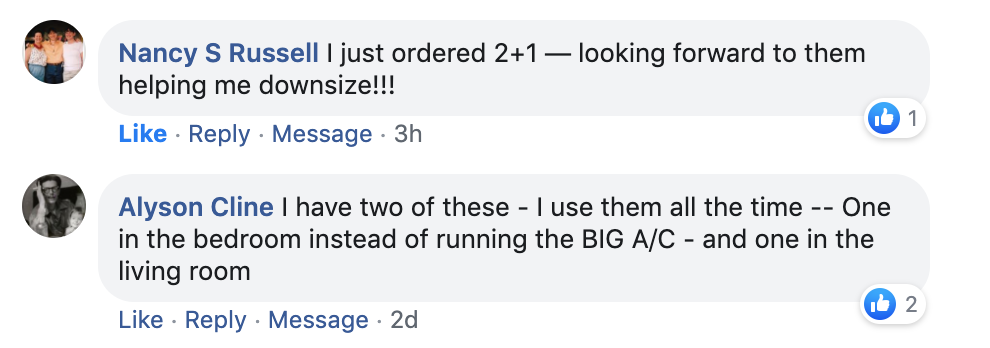 Nancy S Russell I just ordered 2+1 — looking forward to them
helping me downsize!!!
1
Like · Reply · Message · 3h
Alyson Cline I have two of these - I use them all the time -- One
in the bedroom instead of running the BIG A/C - and one in the
living room
2
Like · Reply · Message · 2d